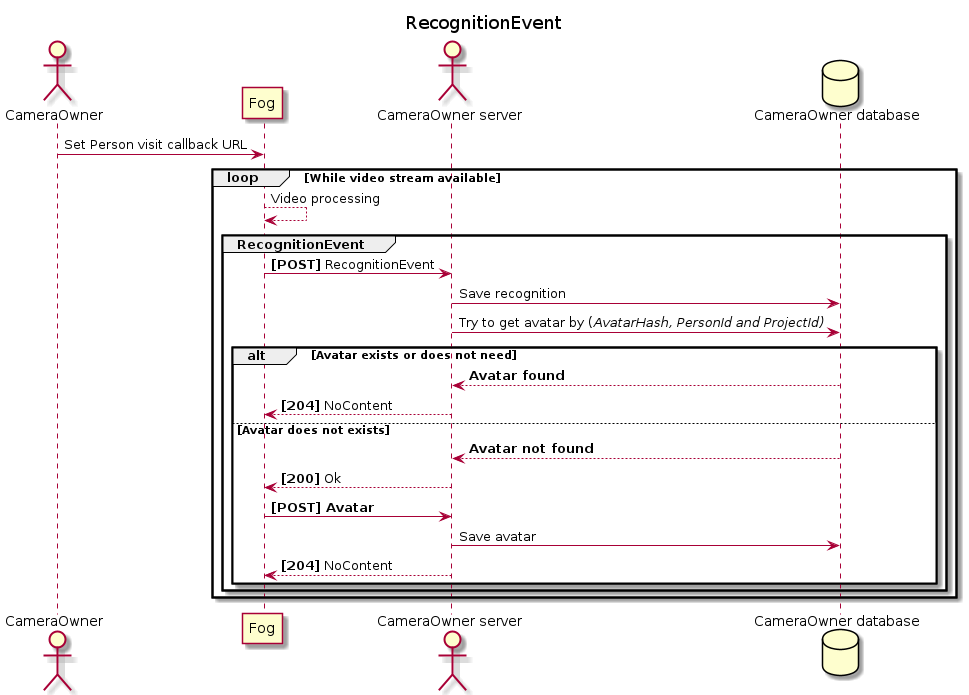 RecognitionEvent
CameraOwner
Fog
CameraOwner server
CameraOwner database
Set Person visit callback URL
loop [While video stream available]
Video processing
RecognitionEvent
[POST] RecognitionEvent
Save recognition
Try to get avatar by (AvatarHash, PersonId and ProjectId)
alt [Avatar exists or does not need]
Avatar found
[204] NoContent
[Avatar does not exists]
Avatar not found
[200] Ok
[POST] Avatar
Save avatar
[204] NoContent
CameraOwner
Fog
CameraOwner server
CameraOwner database